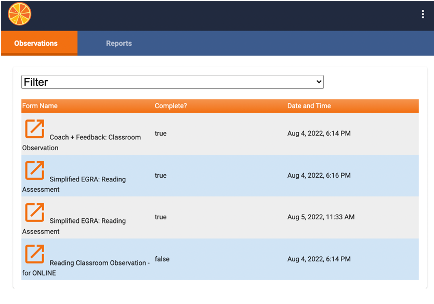 Observations Reports
Filter
Form Name Complete? Date and Time
Coach + Feedback: Classroom
Observation
true Aug 4, 2022, 6:14 PM
Simplified EGRA: Reading
Assessment
true Aug 4, 2022, 6:16 PM
Simplified EGRA: Reading
Assessment
true Aug 5, 2022, 11:33 AM
Reading Classroom Observation -
for ONLINE
false Aug 4, 2022, 6:14 PM